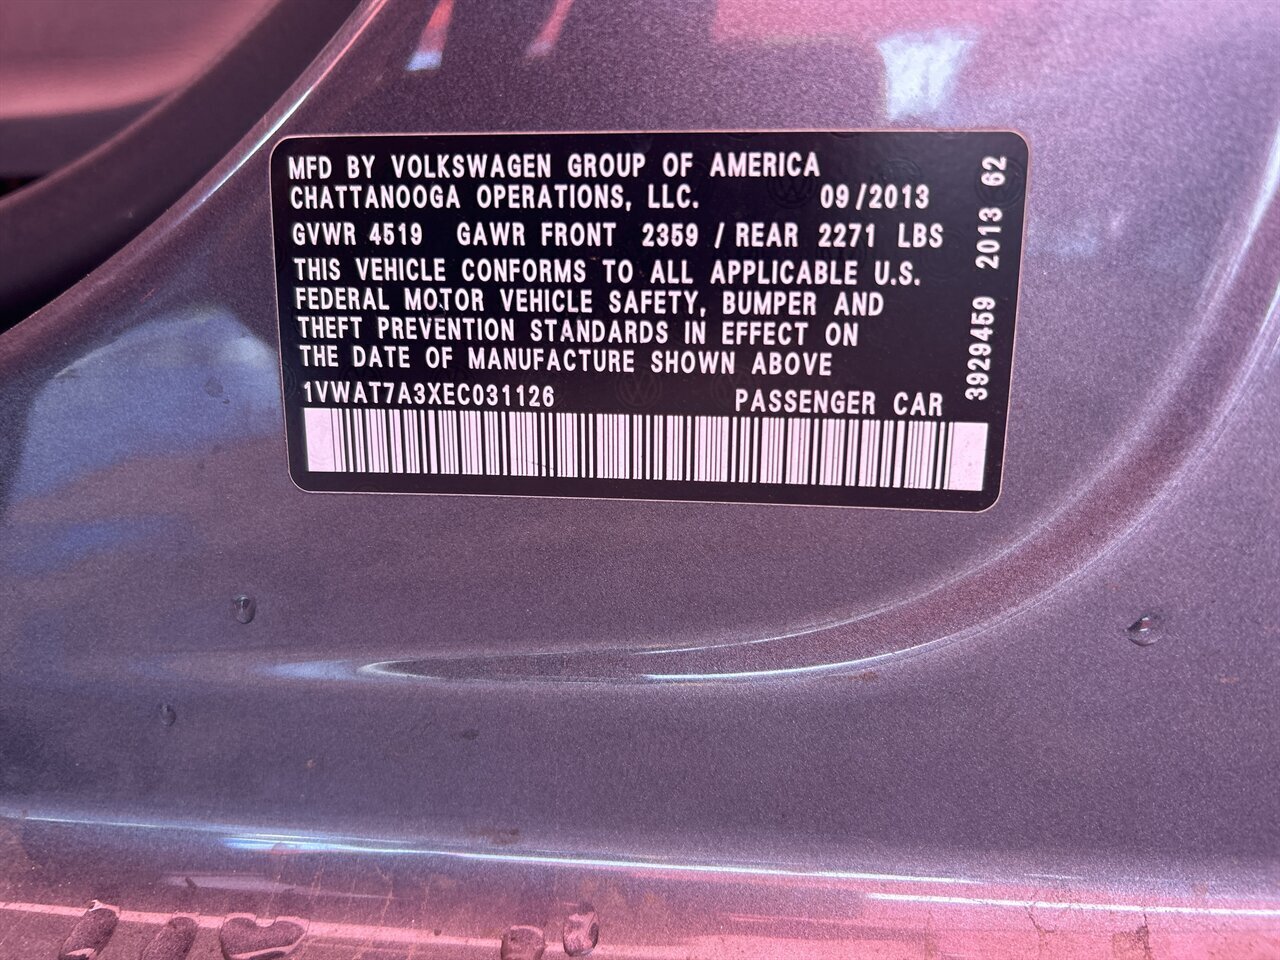 MFD BY VOLKSWAGEN GROUP OF AMERICA
CHATTANOOGA OPERATIONS, LLC. 09/2013
GVWR 4519 GAWR FRONT 2359 / REAR 2271 LBS
THIS VEHICLE CONFORMS TO ALL APPLICABLE U.S.
FEDERAL MOTOR VEHICLE SAFETY, BUMPER AND
THEFT PREVENTION STANDARDS IN EFFECT ON
THE DATE OF MANUFACTURE SHOWN ABOVE
1VWAT7A3XEC031126 PASSENGER CAR
3929459 2013 62